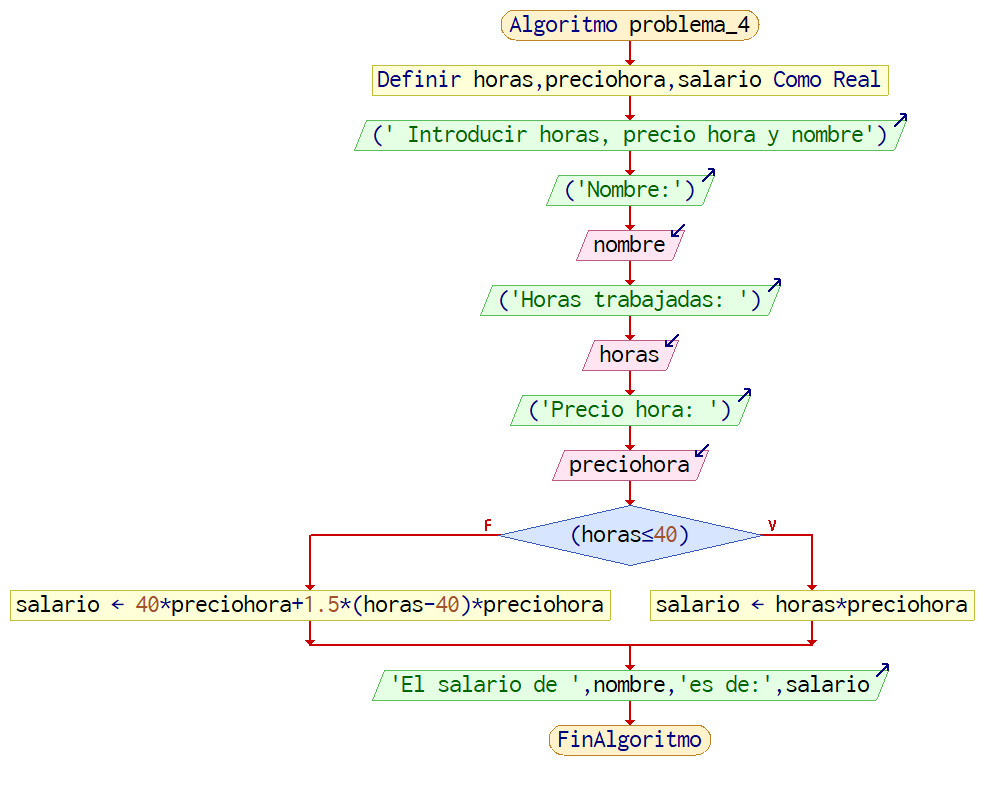 Algoritmo problema_4
Definir horas,preciohora,salario Como Real
(' Introducir horas, precio hora y nombre')
('Nombre:')
nombre
('Horas trabajadas: ')
horas
('Precio hora: ')
preciohora
F
(horas≤40)
V
salario ← 40*preciohora+1.5*(horas-40)*preciohora
salario ← horas*preciohora
'El salario de ',nombre,'es de:',salario
FinAlgoritmo